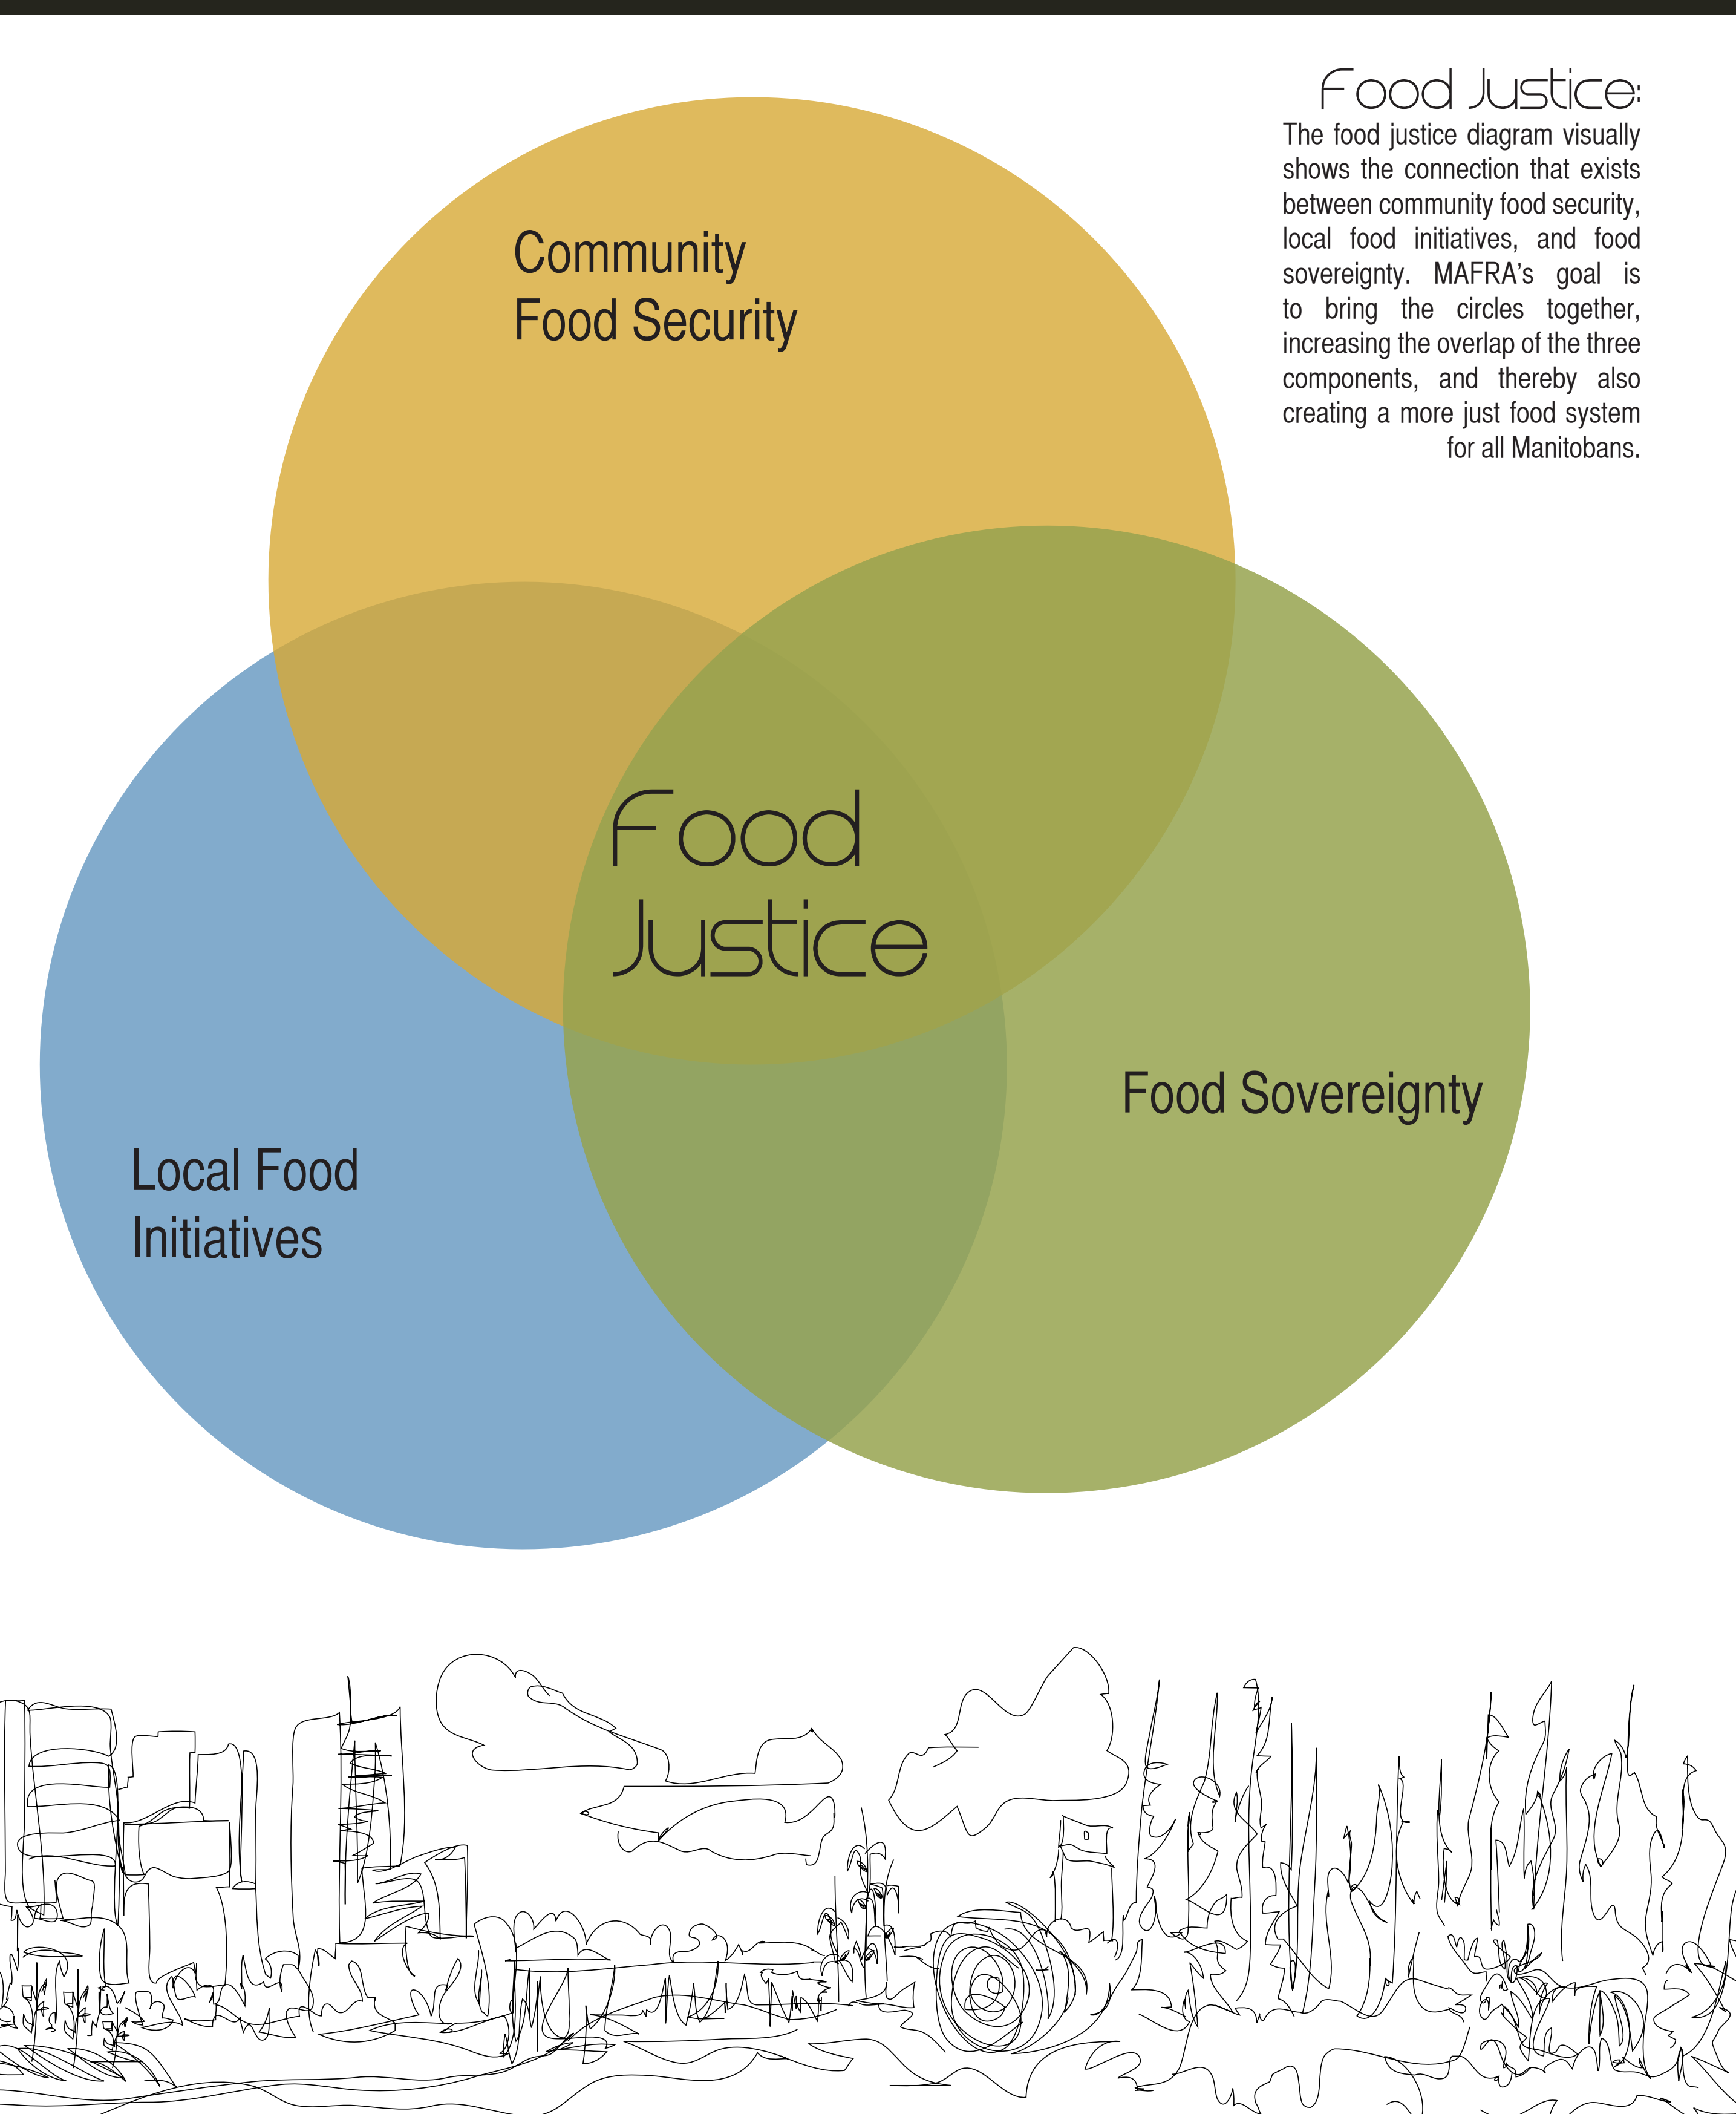 Food Justice:
The food justice diagram visually
shows the connection that exists
between community food security,
local food initiatives, and food
sovereignty. MAFRA’s goal is
to bring the circles together,
increasing the overlap of the three
components, and thereby also
creating a more just food system
for all Manitobans.
Community
Food Security
Food
Justice
Food Sovereignty
Local Food
Initiatives